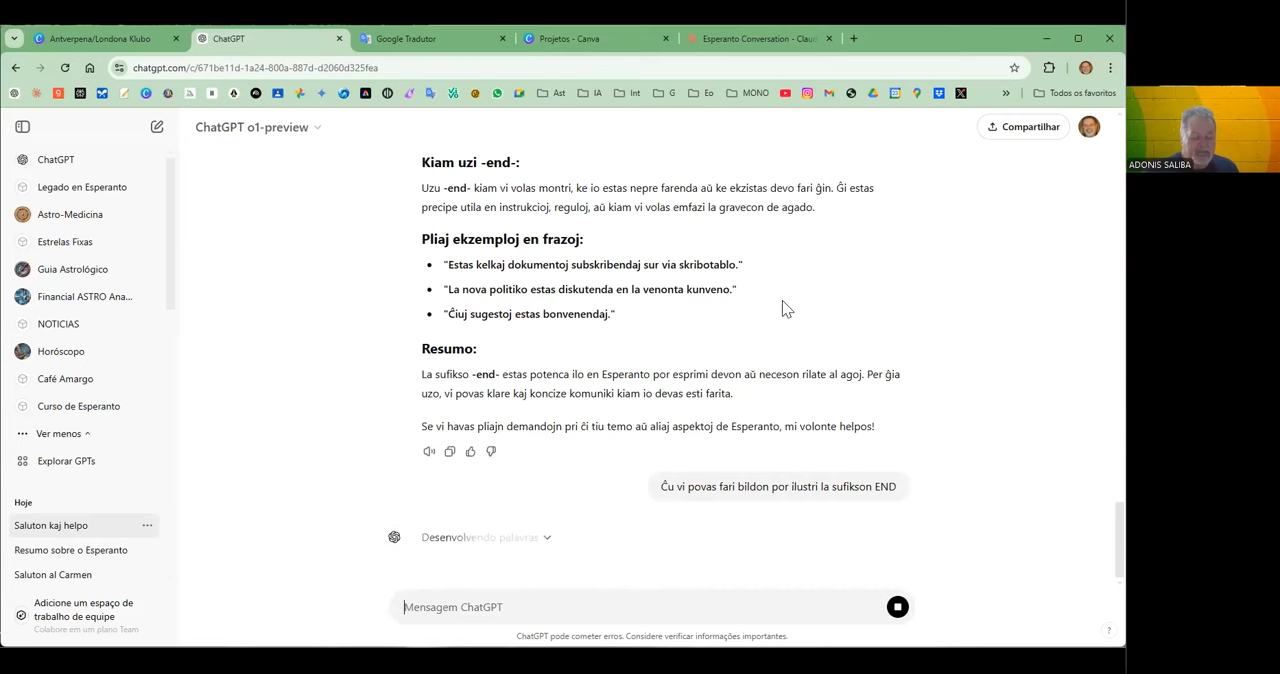 Antverpena/Londona Klubo
ChatGPT
Google Tradutor
Projetos - Canva
Esperanto Conversation - Claud
chatgpt.com/c/671be11d-1a24-800a-887d-d2060d325fea
Ast
IA
Int
G
Eo
MONO
Todos os favoritos
ChatGPT o1-preview
Compartilhar
ChatGPT
Legado en Esperanto
Astro-Medicina
Estrelas Fixas
Guia Astrológico
Financial ASTRO Ana...
NOTICIAS
Horóscopo
Café Amargo
Curso de Esperanto
Ver menos
Explorar GPTs
Hoje
Saluton kaj helpo
Resumo sobre o Esperanto
Saluton al Carmen
Adicione um espaço de
trabalho de equipe
Colabore em um plano Team
Kiam uzi -end-:
Uzu -end- kiam vi volas montri, ke io estas nepre farenda aŭ ke ekzistas devo fari ĝin. Ĝi estas
precipe utila en instrukcioj, reguloj, aŭ kiam vi volas emfazi la gravecon de agado.
Pliaj ekzemploj en frazoj:
"Estas kelkaj dokumentoj subskribendaj sur via skribotablo."
"La nova politiko estas diskutenda en la venonta kunveno."
"Ĉiuj sugestoj estas bonvenendaj."
Resumo:
La sufikso -end- estas potenca ilo en Esperanto por esprimi devon aŭ neceson rilate al agoj. Per ĝia
uzo, vi povas klare kaj koncize komuniki kiam io devas esti farita.
Se vi havas pliajn demandojn pri ĉi tiu temo aŭ aliaj aspektoj de Esperanto, mi volonte helpos!
Ĉu vi povas fari bildon por ilustri la sufikson END
Desenvolvendo palavras
Mensagem ChatGPT
ChatGPT pode cometer erros. Considere verificar informações importantes.
?
ADONIS SALIBA